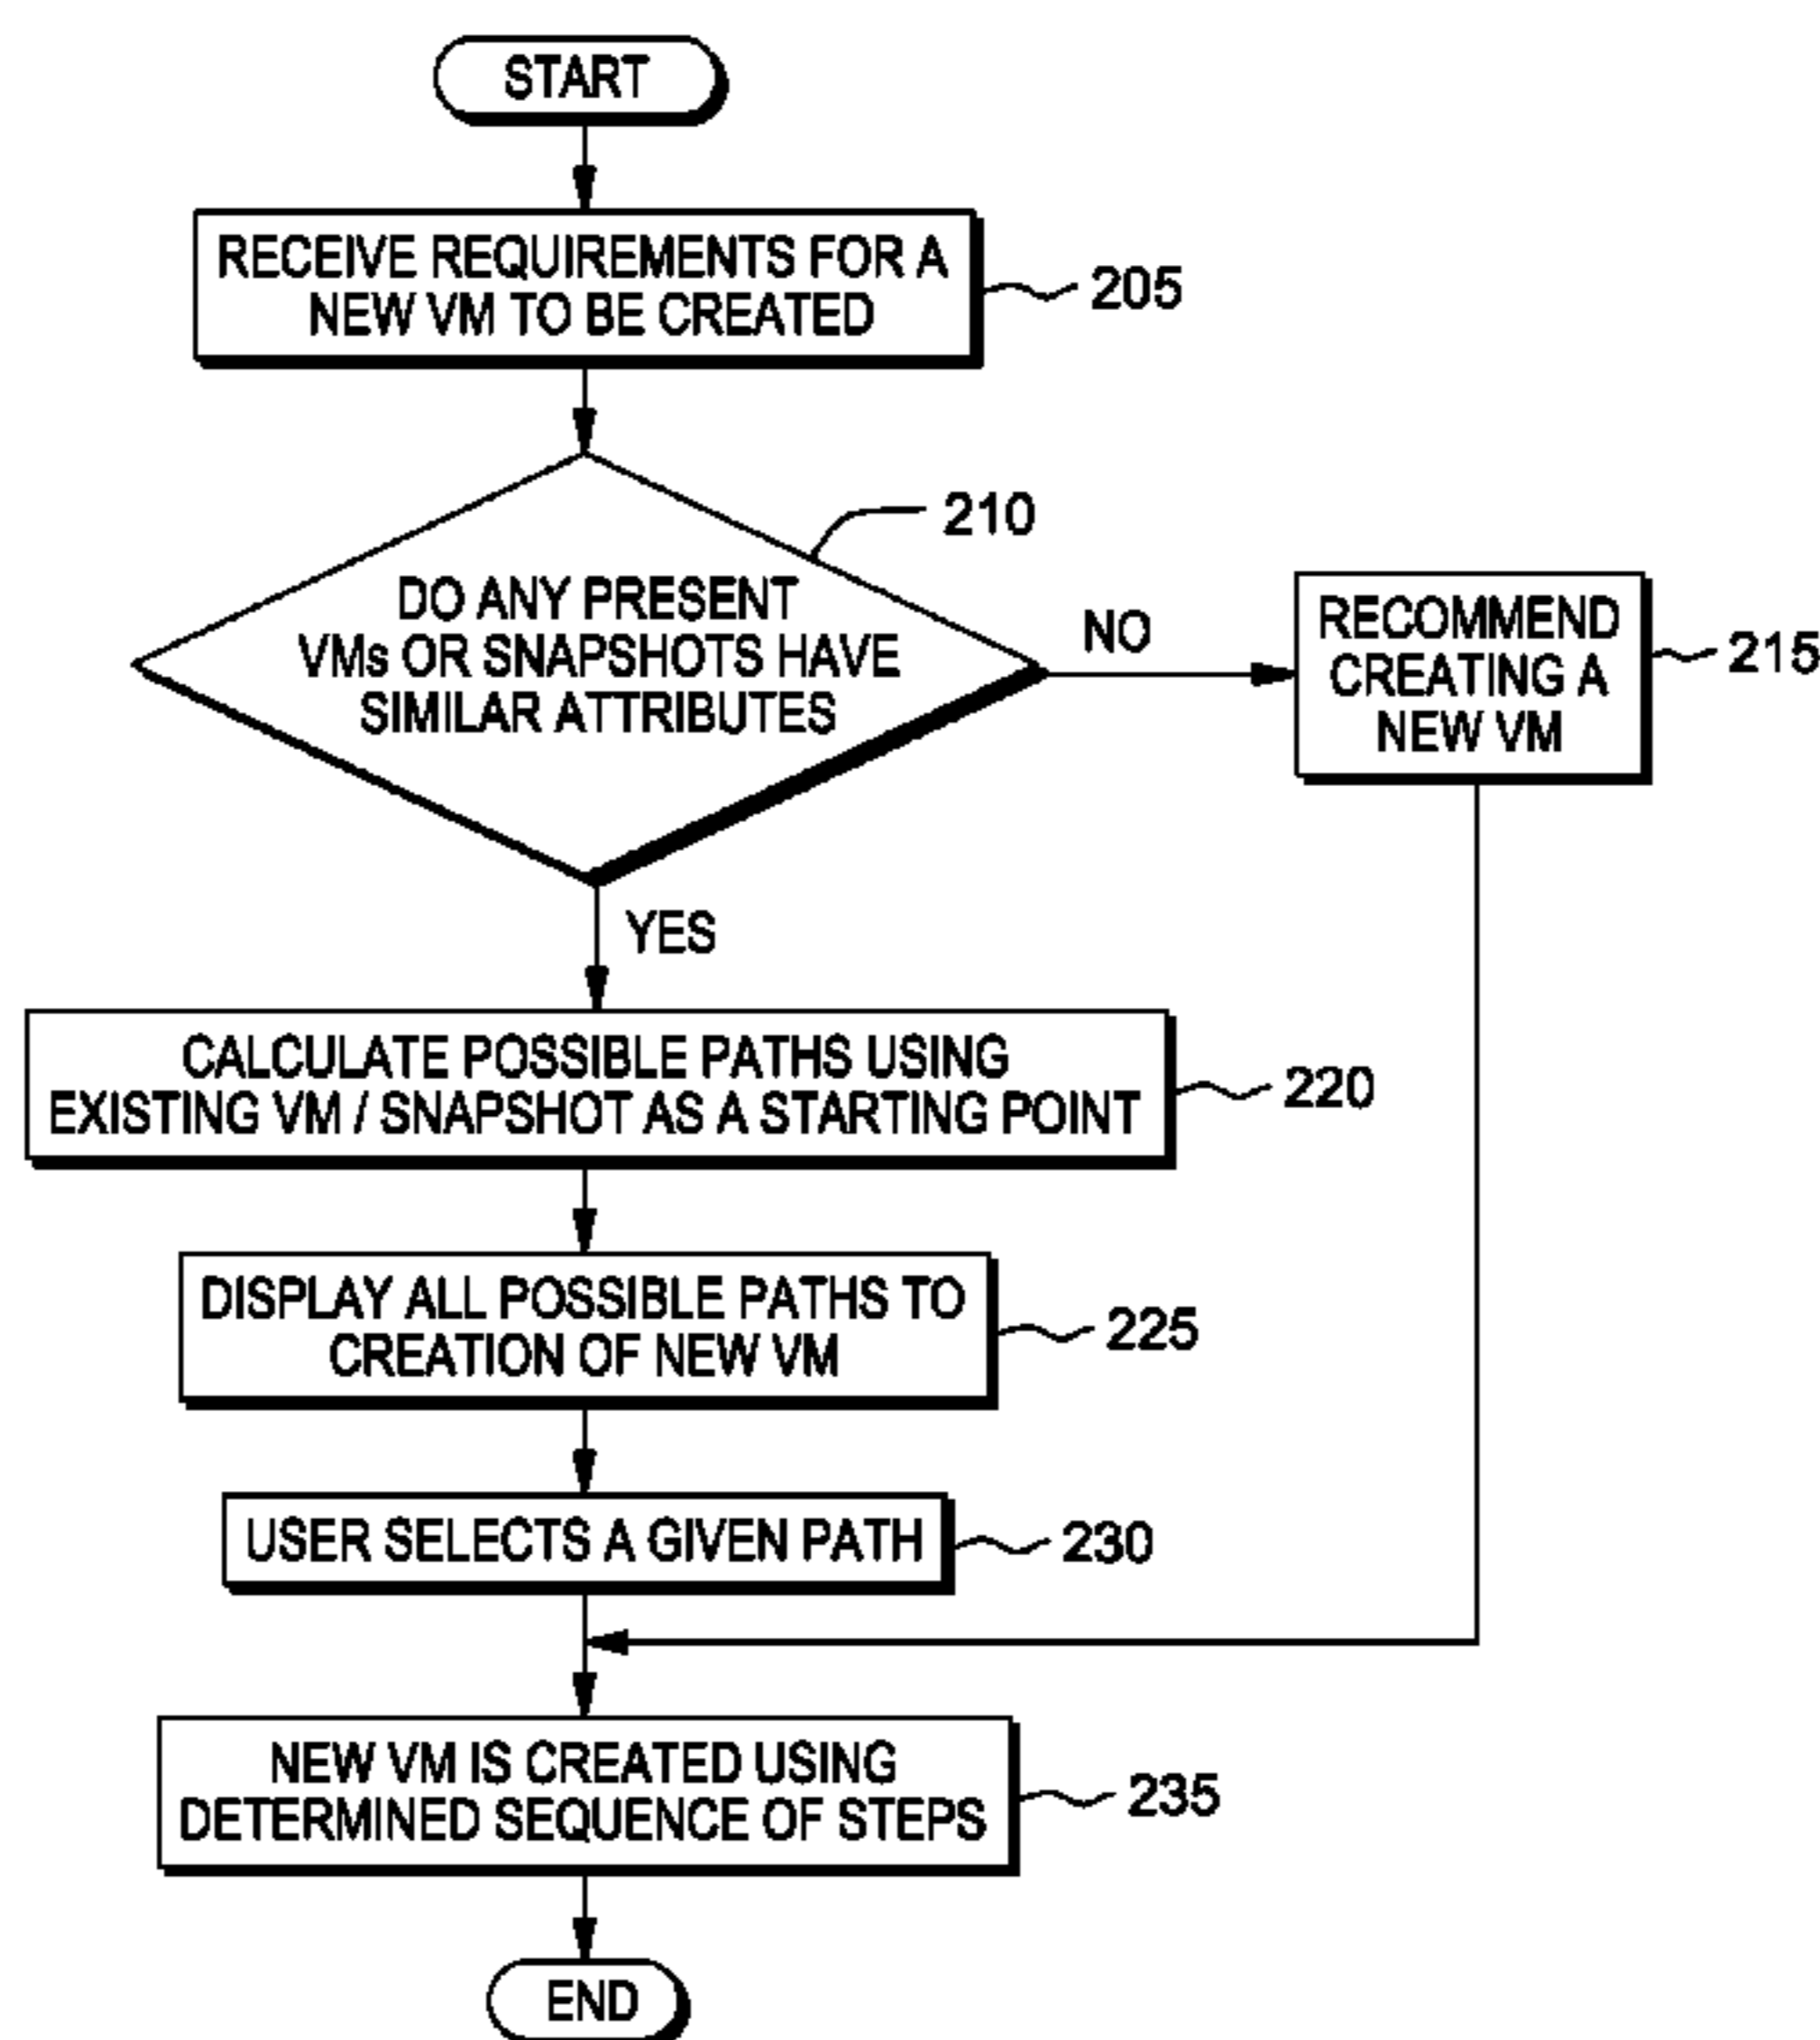 START
RECEIVE REQUIREMENTS FOR A
NEW VM TO BE CREATED
205
210
DO ANY PRESENT
VMs OR SNAPSHOTS HAVE
SIMILAR ATTRIBUTES
NO
RECOMMEND
CREATING A
NEW VM
215
YES
CALCULATE POSSIBLE PATHS USING
EXISTING VM / SNAPSHOT AS A STARTING POINT
220
DISPLAY ALL POSSIBLE PATHS TO
CREATION OF NEW VM
225
USER SELECTS A GIVEN PATH
230
NEW VM IS CREATED USING
DETERMINED SEQUENCE OF STEPS
235
END